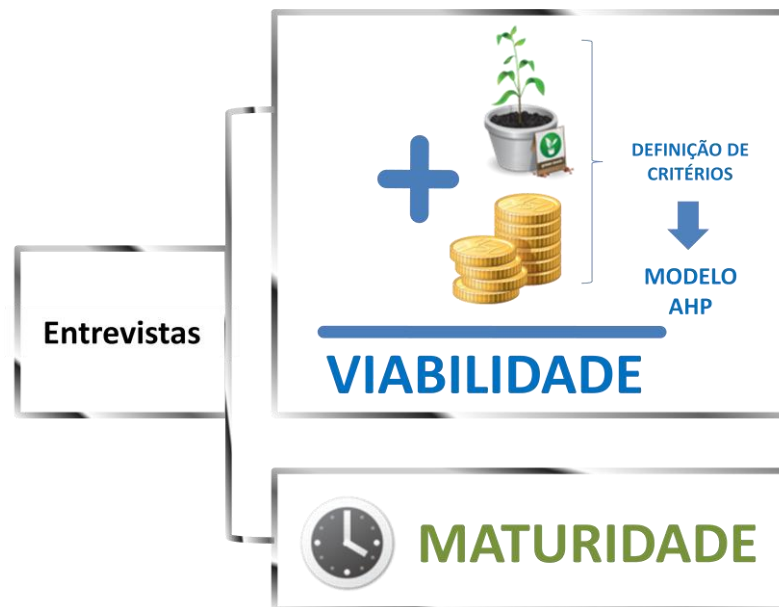 DEFINIÇÃO DE
CRITÉRIOS
MODELO
AHP
Entrevistas
VIABILIDADE
MATURIDADE